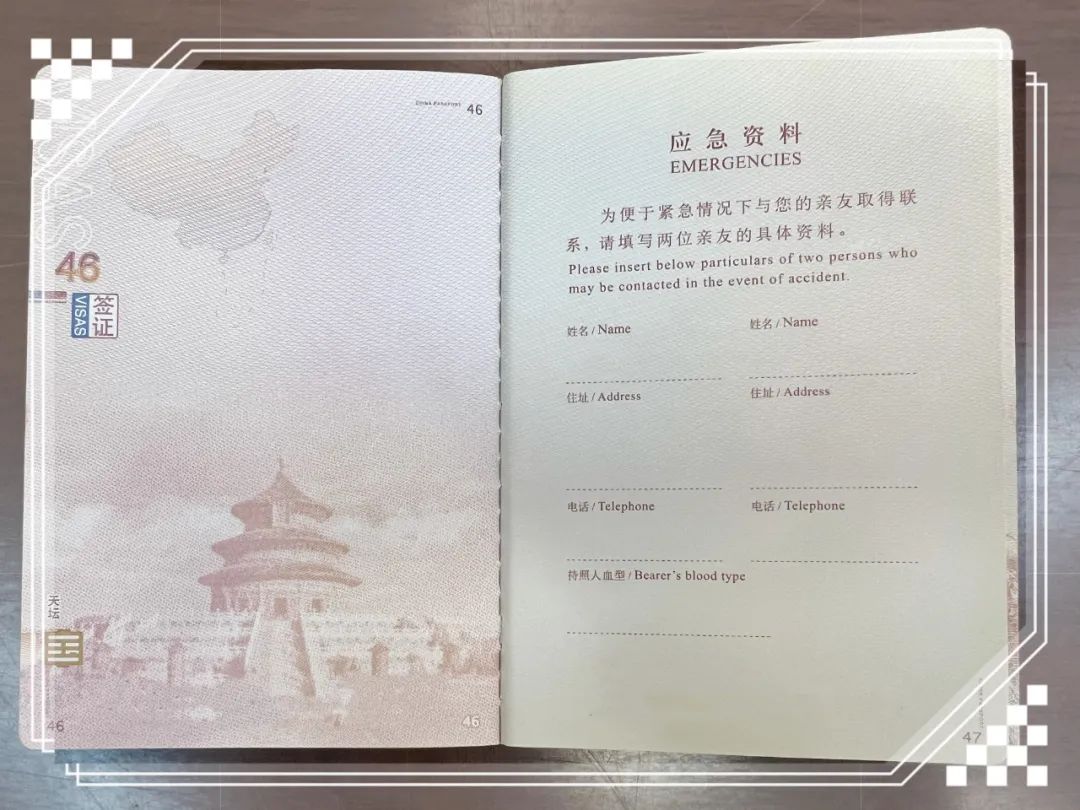 46
46
签证
VISAS
天坛
46
46
应急资料
EMERGENCIES
为便于紧急情况下与您的亲友取得联
系，请填写两位亲友的具体资料。
Please insert below particulars of two persons who
may be contacted in the event of accident.
姓名 / Name
姓名 / Name
住址 / Address
住址 / Address
电话 / Telephone
电话 / Telephone
持照人血型 / Bearer's blood type
47